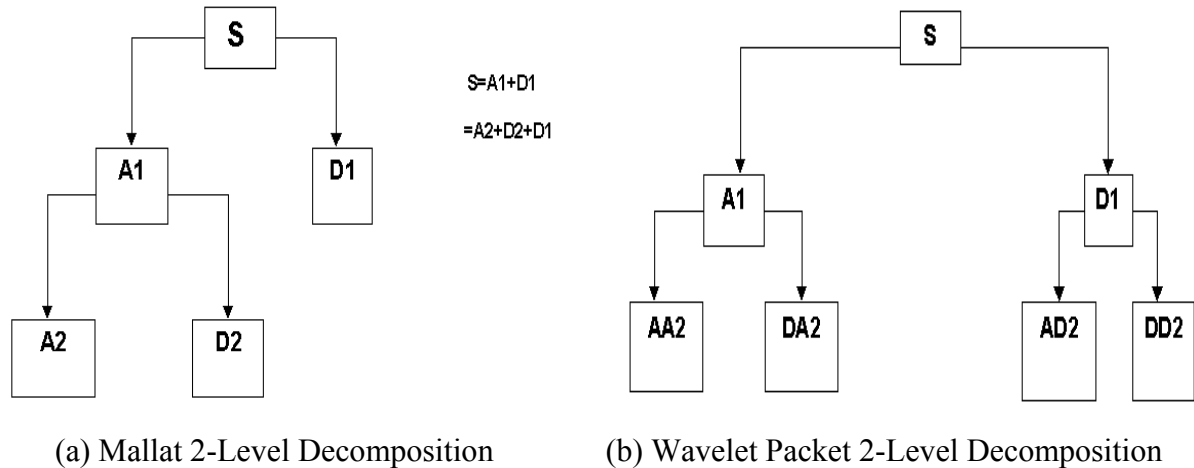 S
S=A1+D1
=A2+D2+D1
A1
D1
A2
D2
(a) Mallat 2-Level Decomposition
S
A1
D1
AA2
DA2
AD2
DD2
(b) Wavelet Packet 2-Level Decomposition